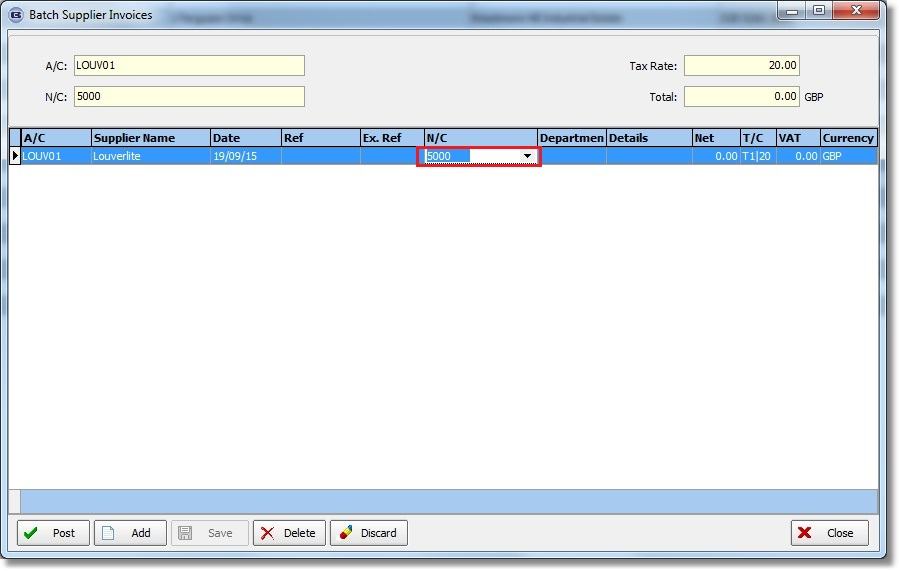 Batch Supplier Invoices
A/C: LOUV01 Tax Rate: 20.00
N/C: 5000 Total: 0.00 GBP
A/C Supplier Name Date Ref Ex. Ref N/C Departmen Details Net T/C VAT Currency
LOUV01 Louverlite 19/09/15 5000 0.00 T1|20 0.00 GBP
Post Add Save Delete Discard Close